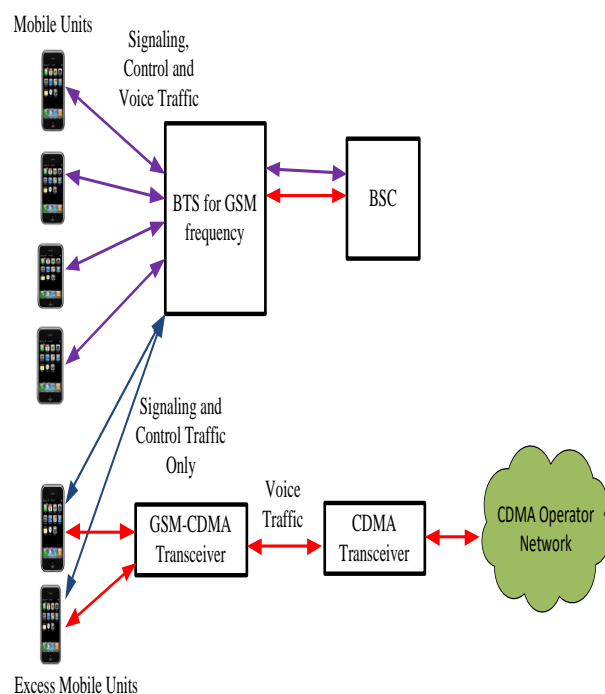 Mobile Units
Signaling,
Control and
Voice Traffic
BTS for GSM
frequency
BSC
Signaling and
Control Traffic
Only
Voice
Traffic
GSM-CDMA
Transceiver
CDMA
Transceiver
CDMA Operator
Network
Excess Mobile Units